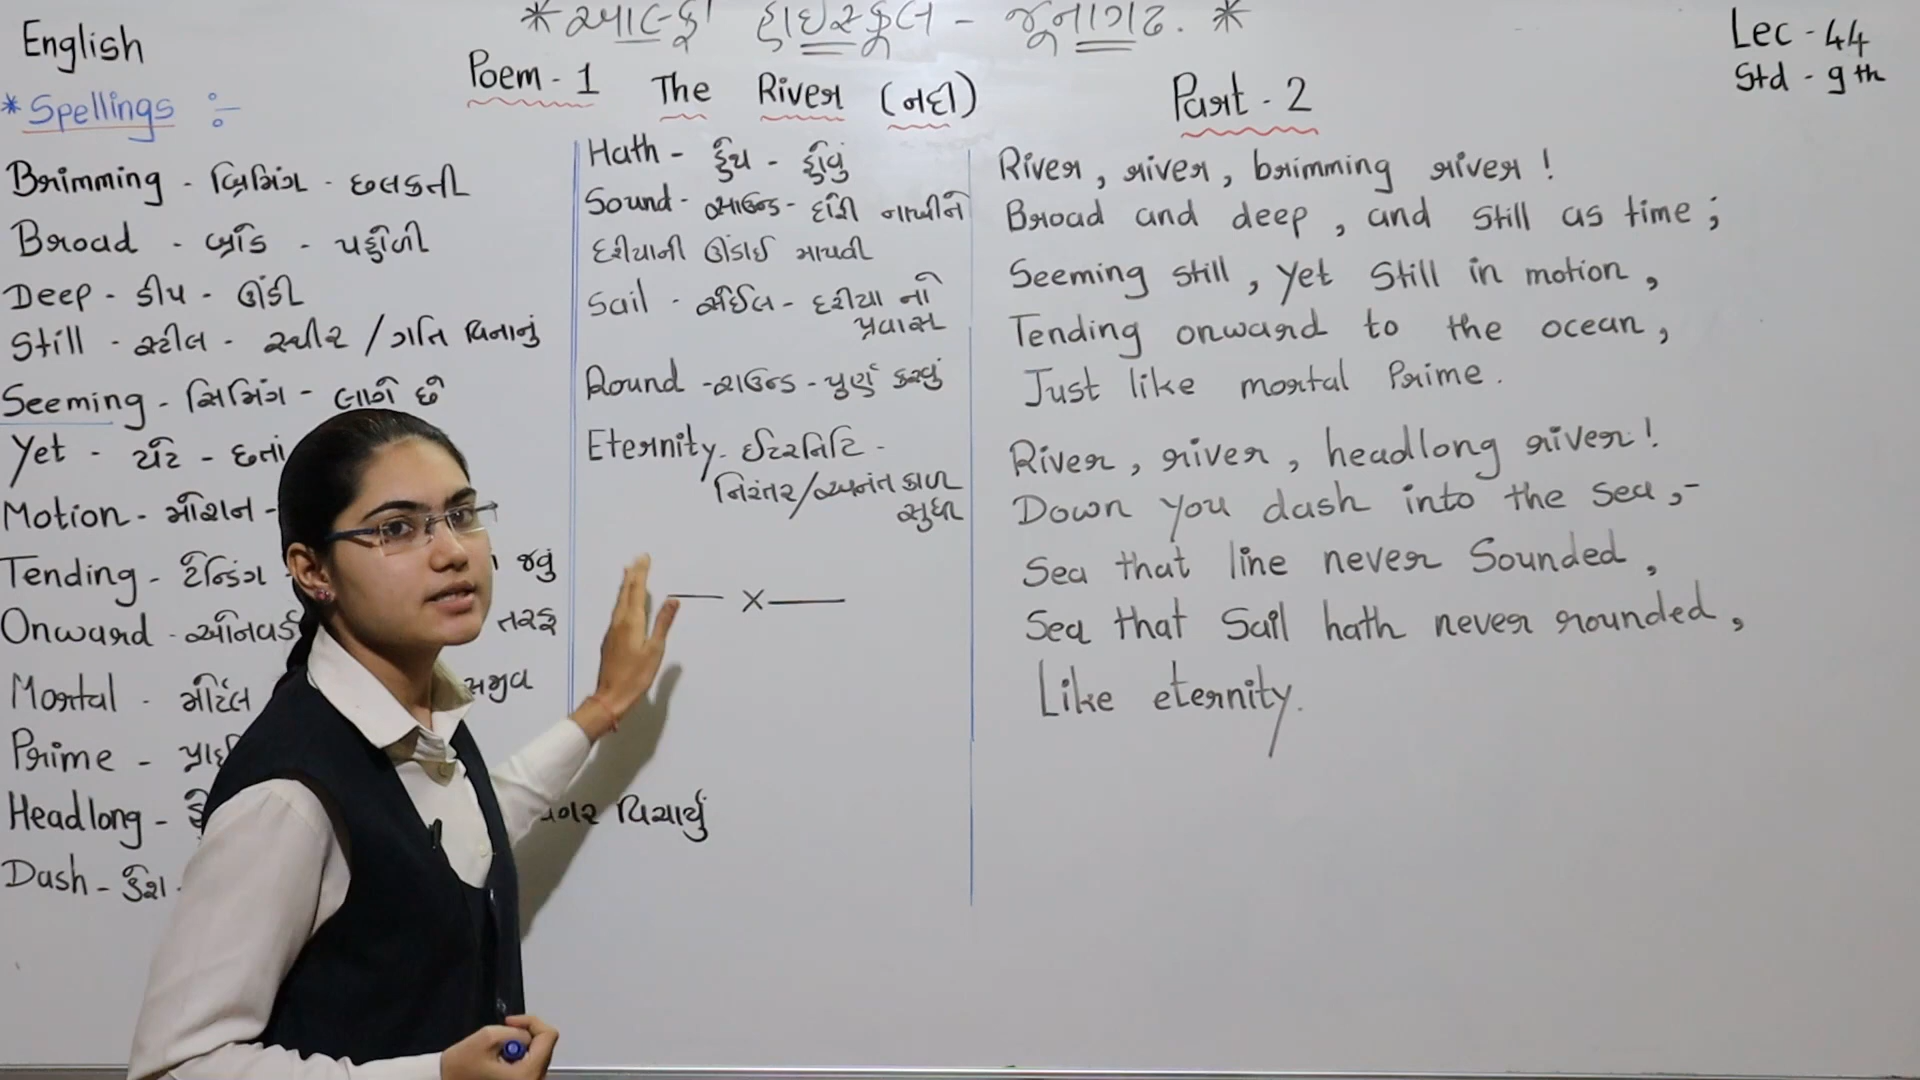 * આલ્ફા હાઇસ્કૂલ - જૂનાગઢ. *
English
Lec - 44
Std - 9th
Poem - 1 The River (નદી) Part - 2
* Spellings :-
Brimming - બ્રિમિંગ - છલકતી
Broad - બ્રોડ - પહોળી
Deep - ડીપ - ઊંડી
Still - સ્ટીલ - સ્થીર / ગતિ વિનાનું
Seeming - સિમિંગ - લાગે છે
Yet - યેટ - છતાં
Motion - મોશન -
Tending - ટેન્ડિંગ - જવું
Onward - ઓનવર્ડ તરફ
Mortal - મોર્ટલ
Prime -
Headlong - વગર વિચાર્યું
Dash - ડેશ -
Hath - હેથ - હોવું
Sound - સાઉન્ડ - દોરી નાખીને
દરીયાની ઊંડાઈ માપવી
Sail - સેઈલ - દરીયા નો
પ્રવાસ
Round - રાઉન્ડ - પુર્ણ કરવું
Eternity - ઈટરનિટિ -
નિરંતર / અનંત કાળ
સુધી
— x —
River, river, brimming river!
Broad and deep, and still as time;
Seeming still, yet still in motion,
Tending onward to the ocean,
Just like mortal Prime.
River, river, headlong river!
Down you dash into the sea,-
Sea that line never Sounded,
Sea that Sail hath never rounded,
Like eternity.